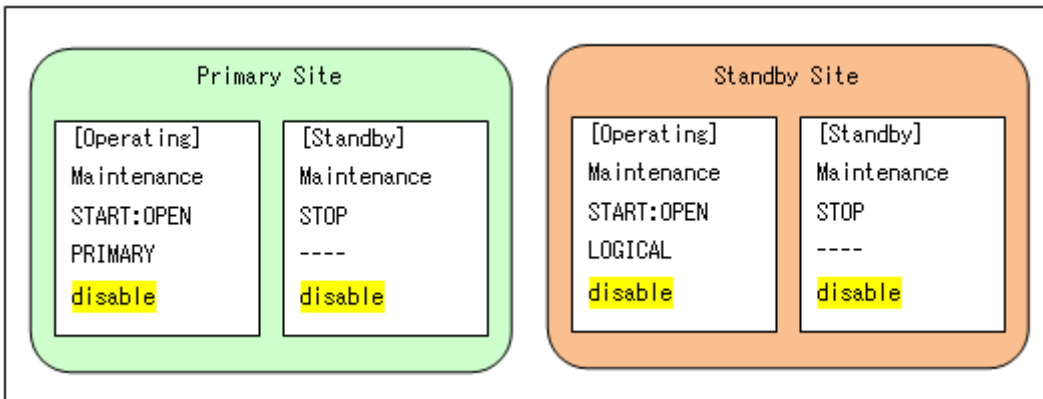 Primary Site
[Operating]
Maintenance
START:OPEN
PRIMARY
disable
[Standby]
Maintenance
STOP
----
disable
Standby Site
[Operating]
Maintenance
START:OPEN
LOGICAL
disable
[Standby]
Maintenance
STOP
----
disable